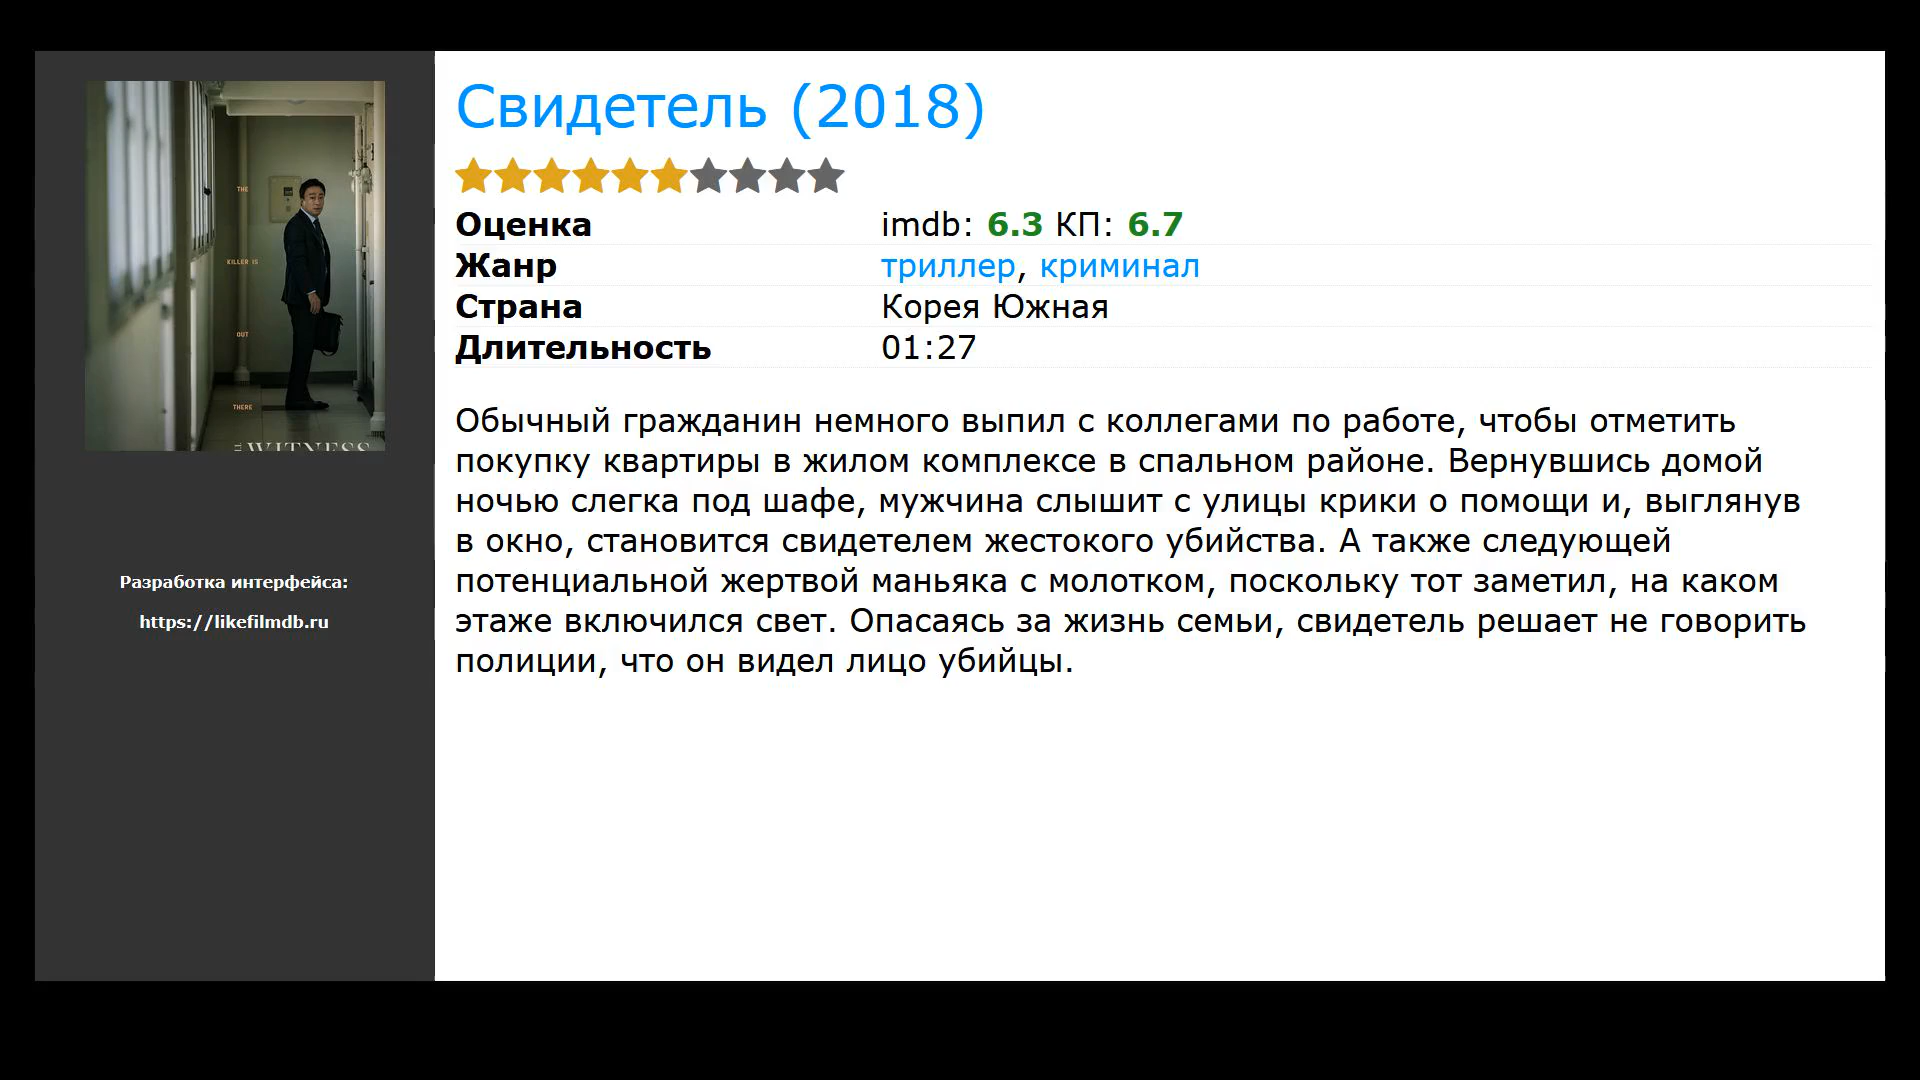 THE
KILLER IS
OUT
THERE
WITNESS
Разработка интерфейса:
https://likefilmdb.ru
Свидетель (2018)
Оценка imdb: 6.3 КП: 6.7
Жанр триллер, криминал
Страна Корея Южная
Длительность 01:27
Обычный гражданин немного выпил с коллегами по работе, чтобы отметить
покупку квартиры в жилом комплексе в спальном районе. Вернувшись домой
ночью слегка под шафе, мужчина слышит с улицы крики о помощи и, выглянув
в окно, становится свидетелем жестокого убийства. А также следующей
потенциальной жертвой маньяка с молотком, поскольку тот заметил, на каком
этаже включился свет. Опасаясь за жизнь семьи, свидетель решает не говорить
полиции, что он видел лицо убийцы.